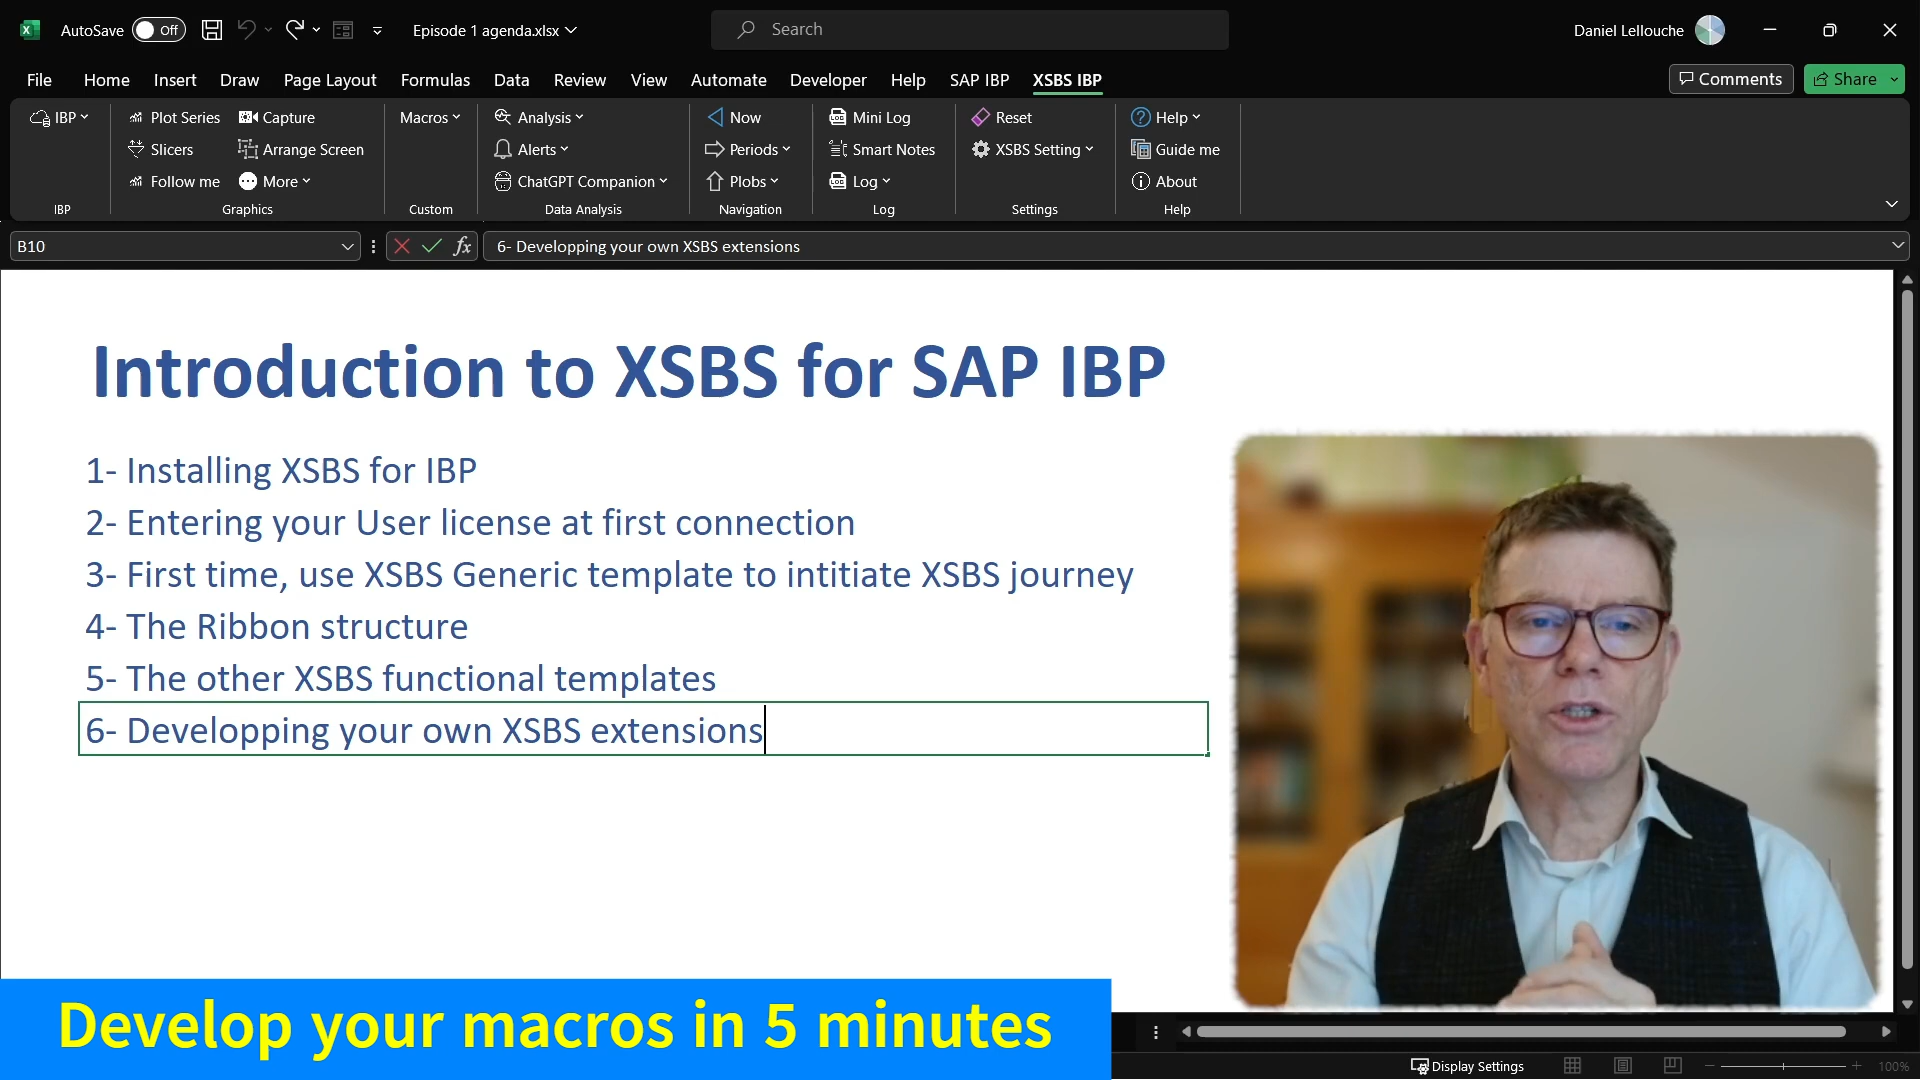 AutoSave Off Episode 1 agenda.xlsx Search Daniel Lellouche
File Home Insert Draw Page Layout Formulas Data Review View Automate Developer Help SAP IBP XSBS IBP Comments Share
IBP Plot Series Capture Macros Analysis Now Mini Log Reset Help
Slicers Arrange Screen Alerts Periods Smart Notes XSBS Setting Guide me
Follow me More ChatGPT Companion Plobs Log About
IBP Graphics Custom Data Analysis Navigation Log Settings Help
B10 fx 6- Developping your own XSBS extensions
Introduction to XSBS for SAP IBP
1- Installing XSBS for IBP
2- Entering your User license at first connection
3- First time, use XSBS Generic template to intitiate XSBS journey
4- The Ribbon structure
5- The other XSBS functional templates
6- Developping your own XSBS extensions
Develop your macros in 5 minutes
Display Settings 100%